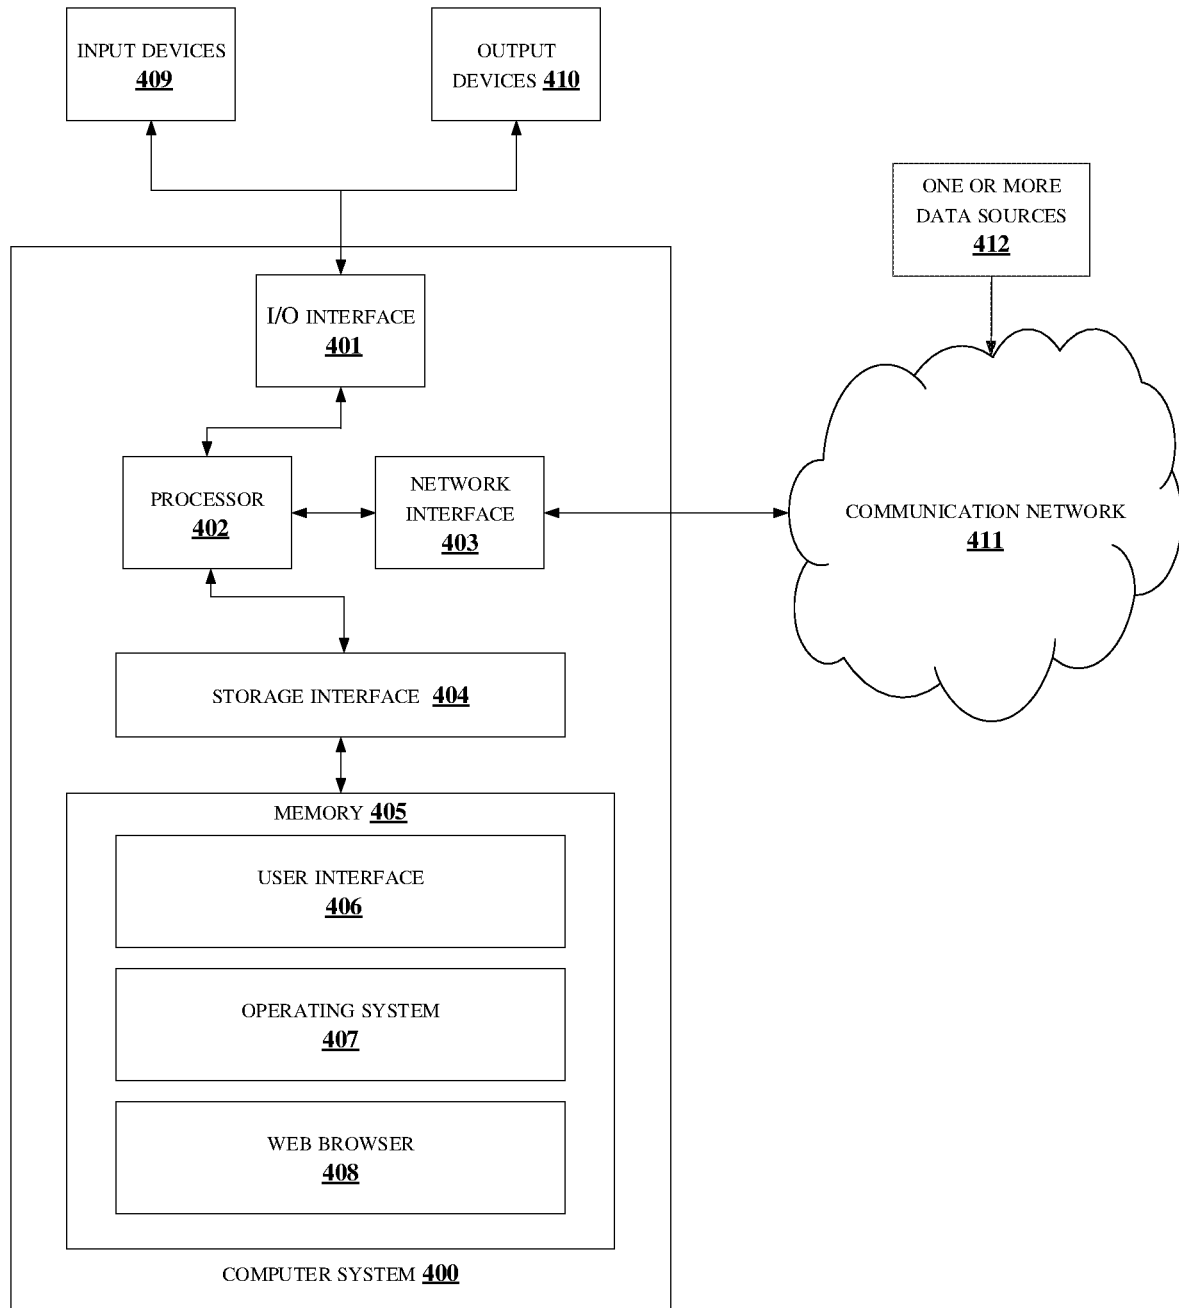 INPUT DEVICES
409
OUTPUT
DEVICES 410
ONE OR MORE
DATA SOURCES
412
I/O INTERFACE
401
PROCESSOR
402
NETWORK
INTERFACE
403
COMMUNICATION NETWORK
411
STORAGE INTERFACE 404
MEMORY 405
USER INTERFACE
406
OPERATING SYSTEM
407
WEB BROWSER
408
COMPUTER SYSTEM 400